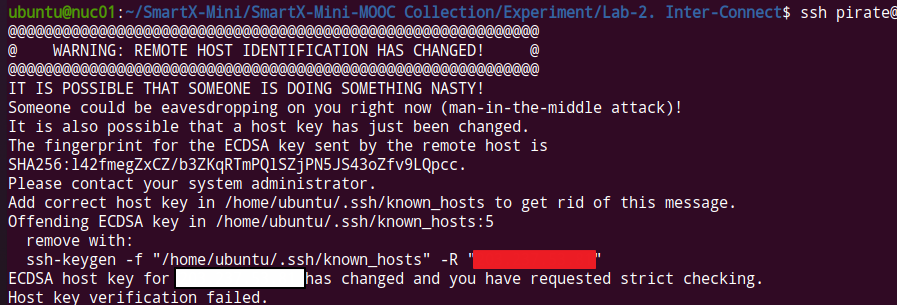 ubuntu@nuc01:~/SmartX-Mini/SmartX-Mini-MOOC Collection/Experiment/Lab-2. Inter-Connect$ ssh pirate@
@@@@@@@@@@@@@@@@@@@@@@@@@@@@@@@@@@@@@@@@@@@@@@@@@@@@@@@@@@@
@    WARNING: REMOTE HOST IDENTIFICATION HAS CHANGED!     @
@@@@@@@@@@@@@@@@@@@@@@@@@@@@@@@@@@@@@@@@@@@@@@@@@@@@@@@@@@@
IT IS POSSIBLE THAT SOMEONE IS DOING SOMETHING NASTY!
Someone could be eavesdropping on you right now (man-in-the-middle attack)!
It is also possible that a host key has just been changed.
The fingerprint for the ECDSA key sent by the remote host is
SHA256:l42fmegZxCZ/b3ZKqRTmPQlSZjPN5JS43oZfv9LQpcc.
Please contact your system administrator.
Add correct host key in /home/ubuntu/.ssh/known_hosts to get rid of this message.
Offending ECDSA key in /home/ubuntu/.ssh/known_hosts:5
  remove with:
  ssh-keygen -f "/home/ubuntu/.ssh/known_hosts" -R "              "
ECDSA host key for                has changed and you have requested strict checking.
Host key verification failed.